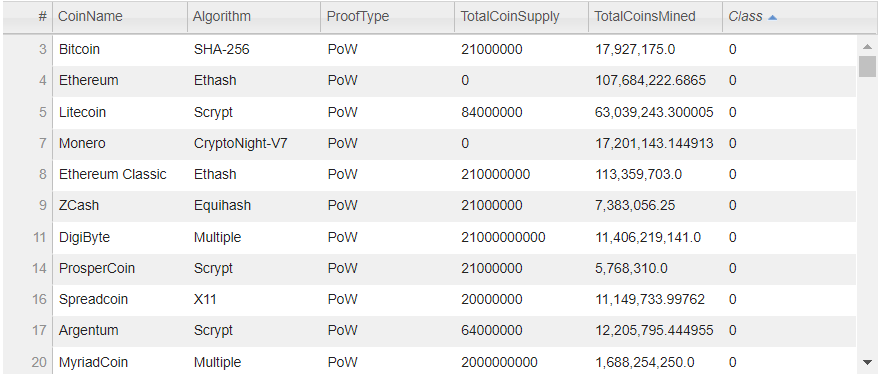 # CoinName Algorithm ProofType TotalCoinSupply TotalCoinsMined Class
3 Bitcoin SHA-256 PoW 21000000 17,927,175.0 0
4 Ethereum Ethash PoW 0 107,684,222.6865 0
5 Litecoin Scrypt PoW 84000000 63,039,243.300005 0
7 Monero CryptoNight-V7 PoW 0 17,201,143.144913 0
8 Ethereum Classic Ethash PoW 210000000 113,359,703.0 0
9 ZCash Equihash PoW 21000000 7,383,056.25 0
11 DigiByte Multiple PoW 21000000000 11,406,219,141.0 0
14 ProsperCoin Scrypt PoW 21000000 5,768,310.0 0
16 Spreadcoin X11 PoW 20000000 11,149,733.99762 0
17 Argentum Scrypt PoW 64000000 12,205,795.444955 0
20 MyriadCoin Multiple PoW 2000000000 1,688,254,250.0 0